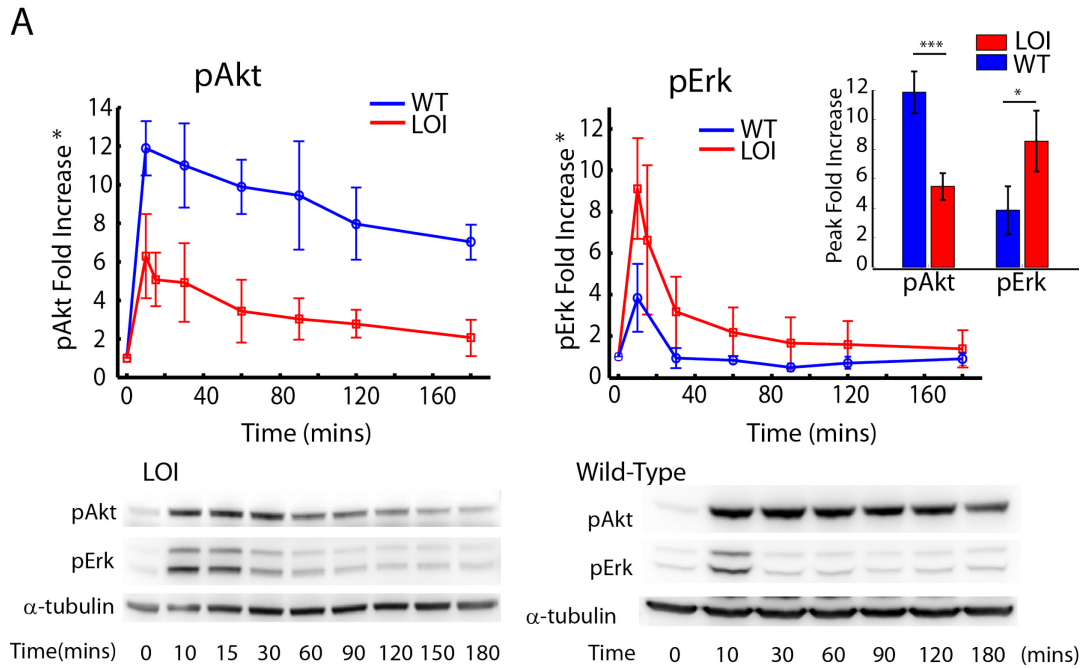 A
pAkt
pAkt Fold Increase*
14
12
10
8
6
4
2
0
WT
LOI
0 40 80 120 160
Time (mins)
pErk
pErk Fold Increase*
12
10
8
6
4
2
0
WT
LOI
0 40 80 120 160
Time (mins)
LOI
WT
Peak Fold Increase
12
10
8
6
4
2
0
***
*
pAkt pErk
LOI
pAkt
pErk
α-tubulin
Time(mins) 0 10 15 30 60 90 120 150 180
Wild-Type
pAkt
pErk
α-tubulin
Time 0 10 30 60 90 120 180 (mins)